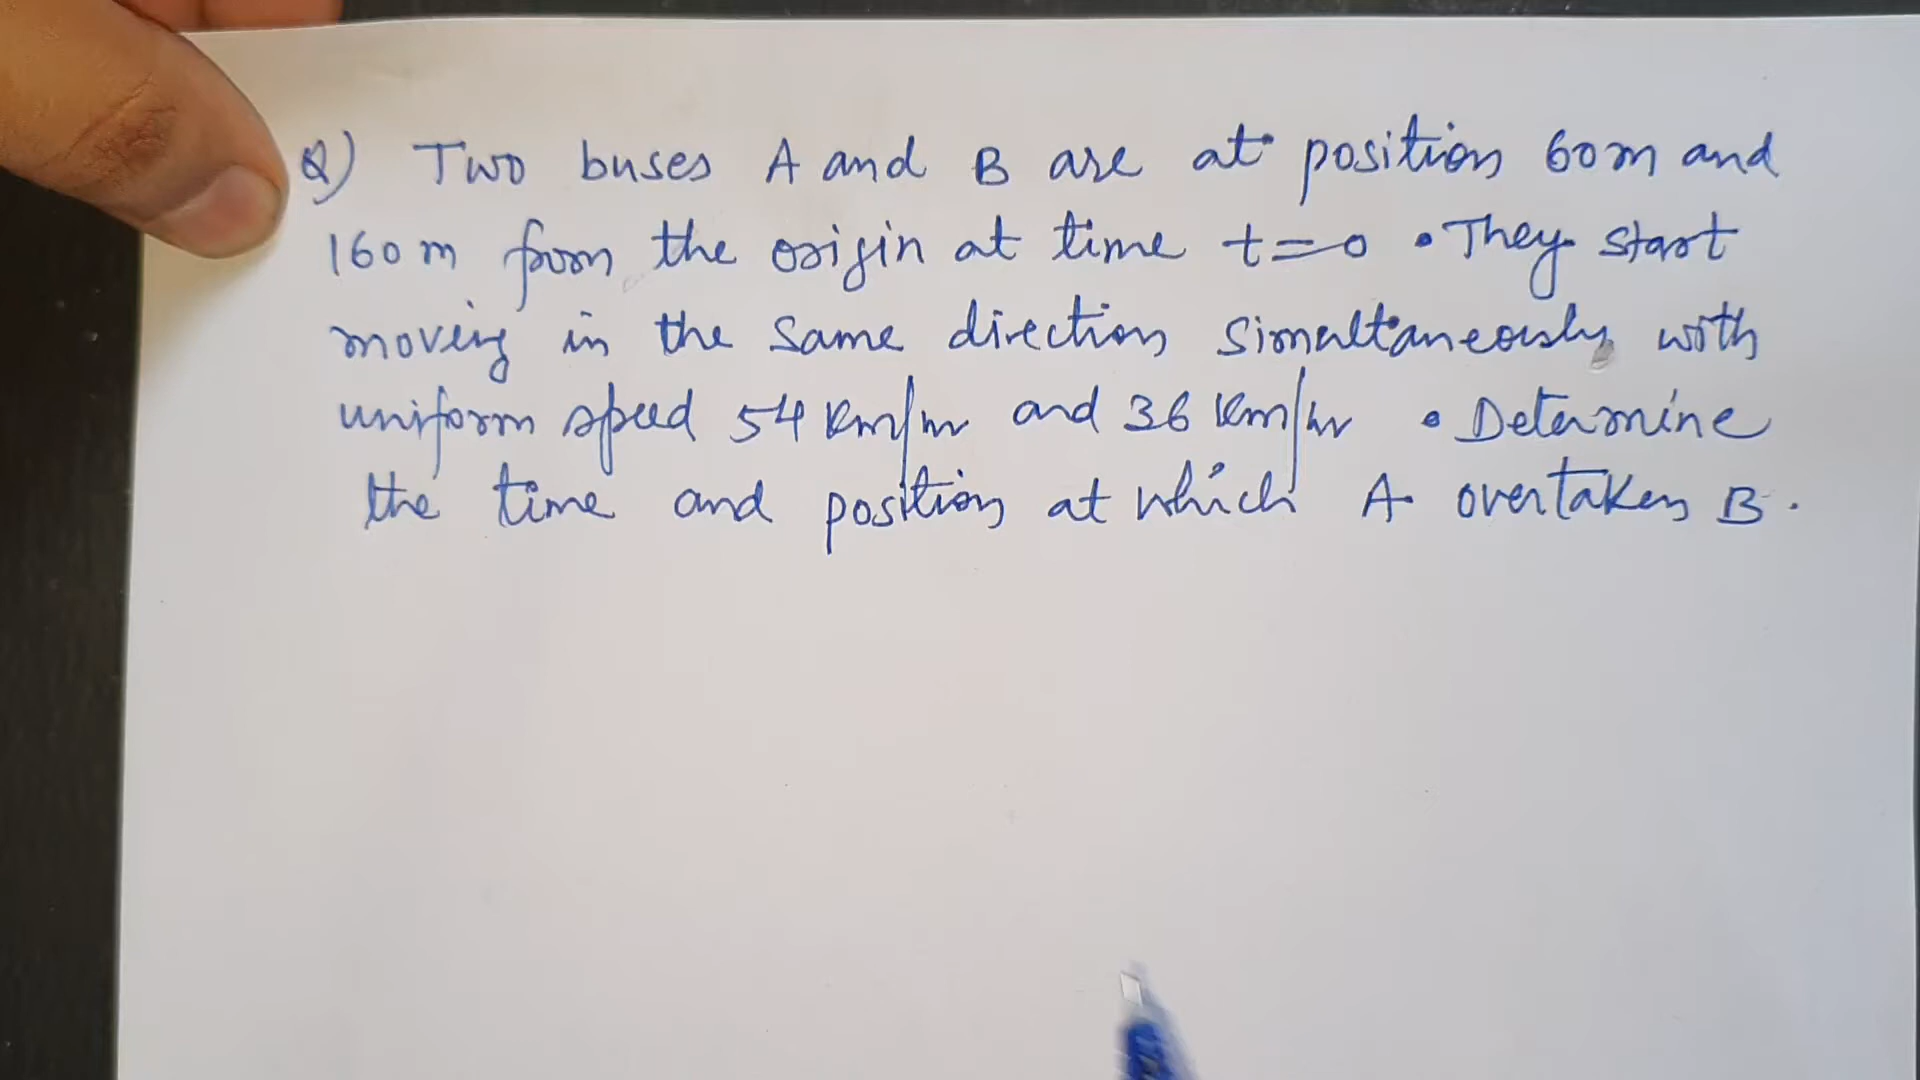 Q) Two buses A and B are at position 60m and
160m from the origin at time t=0. They start
moving in the same direction simultaneously with
uniform speed 54 km/hr and 36 km/hr. Determine
the time and position at which A overtakes B.